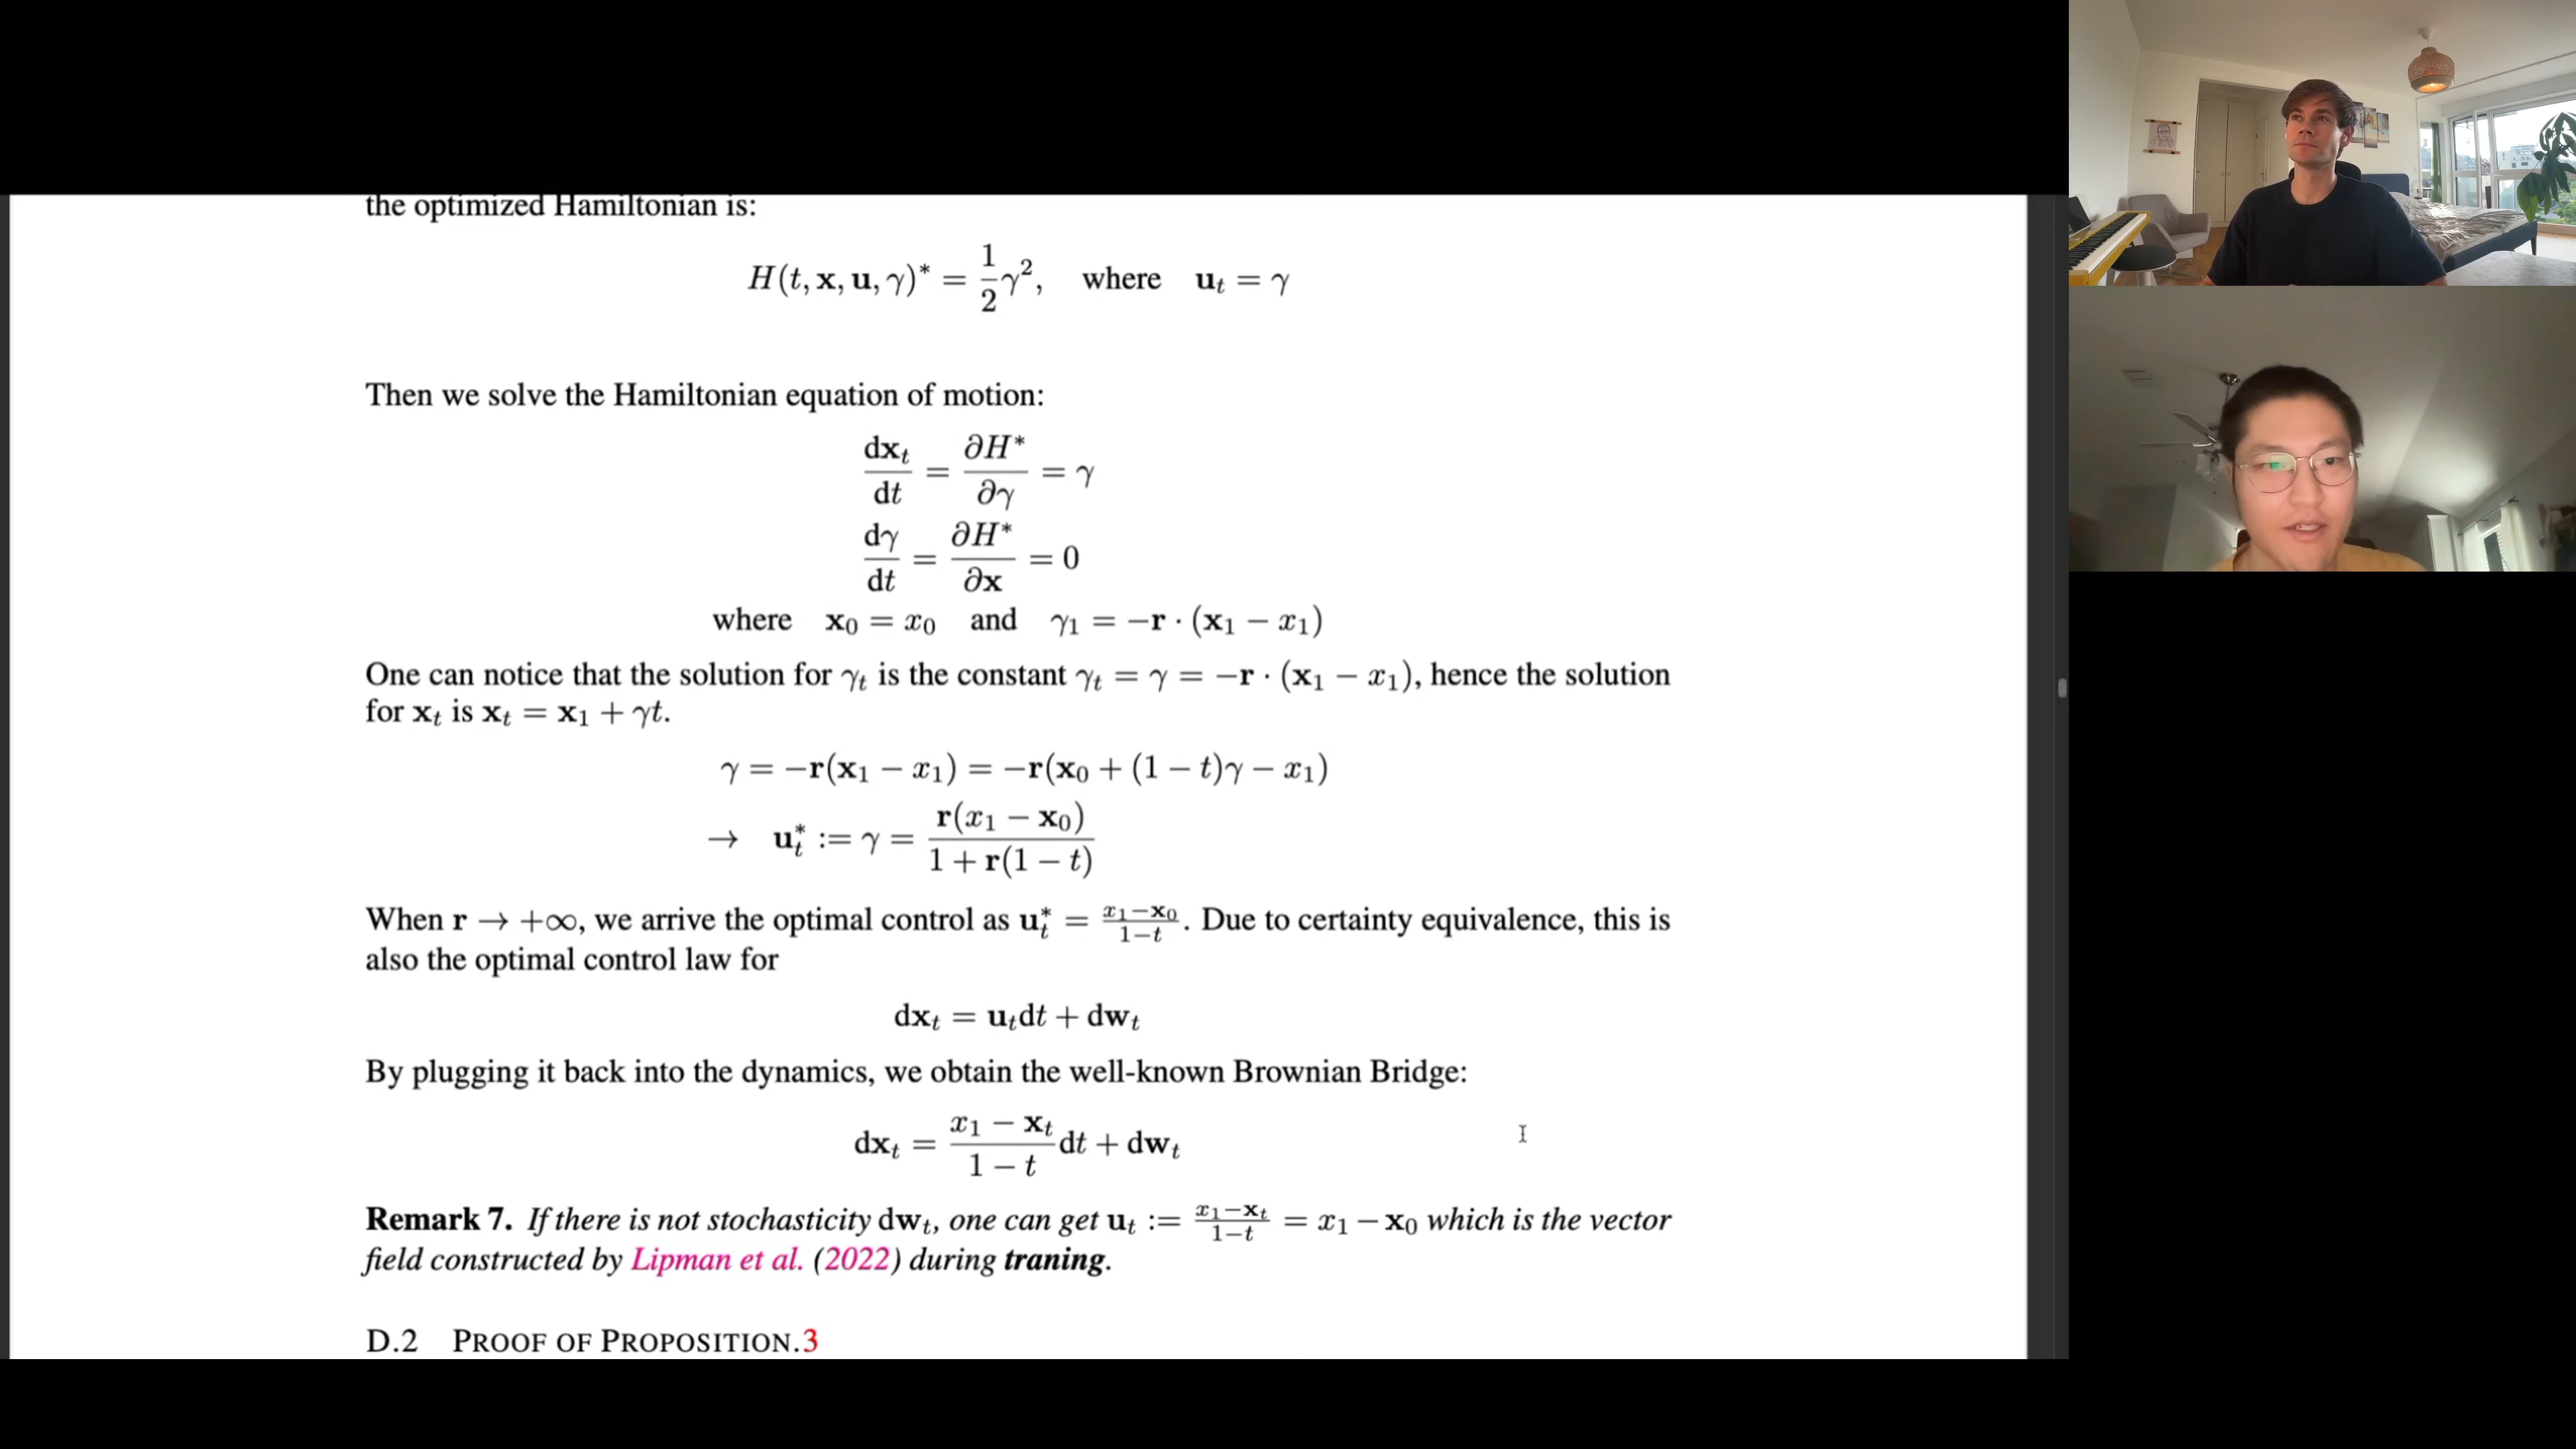 the optimized Hamiltonian is:
H(t, x, u, γ)* = 1/2 γ², where u_t = γ
Then we solve the Hamiltonian equation of motion:
dx_t/dt = ∂H*/∂γ = γ
dγ/dt = ∂H*/∂x = 0
where x_0 = x_0 and γ_1 = −r · (x_1 − x_1)
One can notice that the solution for γ_t is the constant γ_t = γ = −r · (x_1 − x_1), hence the solution
for x_t is x_t = x_1 + γt.
γ = −r(x_1 − x_1) = −r(x_0 + (1 − t)γ − x_1)
→ u_t* := γ = r(x_1 − x_0)/(1 + r(1 − t))
When r → +∞, we arrive the optimal control as u_t* = (x_1−x_0)/(1−t). Due to certainty equivalence, this is
also the optimal control law for
dx_t = u_t dt + dw_t
By plugging it back into the dynamics, we obtain the well-known Brownian Bridge:
dx_t = (x_1 − x_t)/(1 − t) dt + dw_t
Remark 7. If there is not stochasticity dw_t, one can get u_t := (x_1−x_t)/(1−t) = x_1 − x_0 which is the vector
field constructed by Lipman et al. (2022) during traning.
D.2 PROOF OF PROPOSITION.3